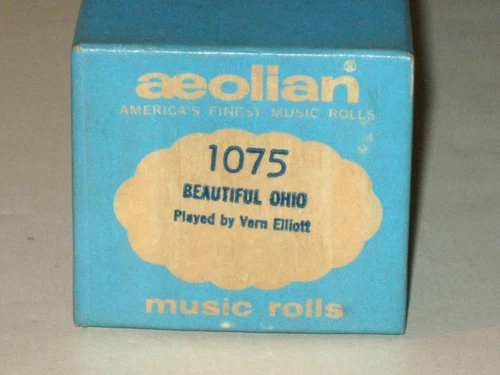 aeolian®
AMERICA'S FINEST MUSIC ROLLS
1075
BEAUTIFUL OHIO
Played by Vern Elliott
music rolls